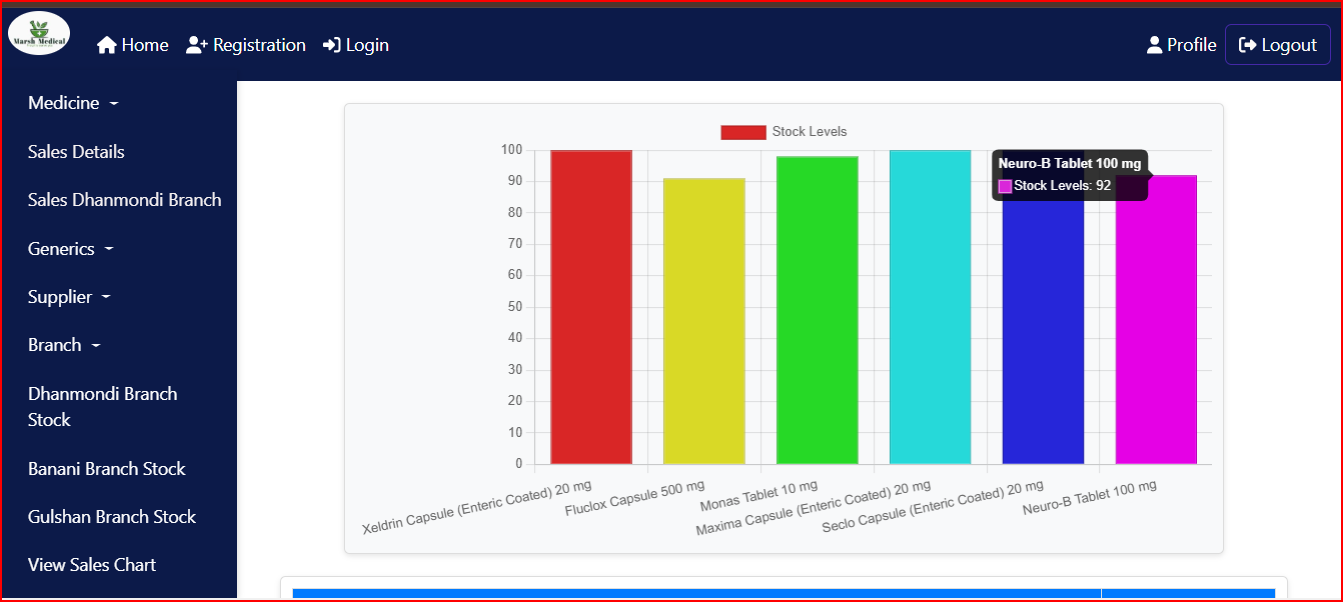 Marsh Medical
Home
Registration
Login
Profile
Logout
Medicine
Sales Details
Sales Dhanmondi Branch
Generics
Supplier
Branch
Dhanmondi Branch
Stock
Banani Branch Stock
Gulshan Branch Stock
View Sales Chart
Stock Levels
100
90
80
70
60
50
40
30
20
10
0
Neuro-B Tablet 100 mg
Stock Levels: 92
Xeldrin Capsule (Enteric Coated) 20 mg
Fluclox Capsule 500 mg
Monas Tablet 10 mg
Maxima Capsule (Enteric Coated) 20 mg
Seclo Capsule (Enteric Coated) 20 mg
Neuro-B Tablet 100 mg